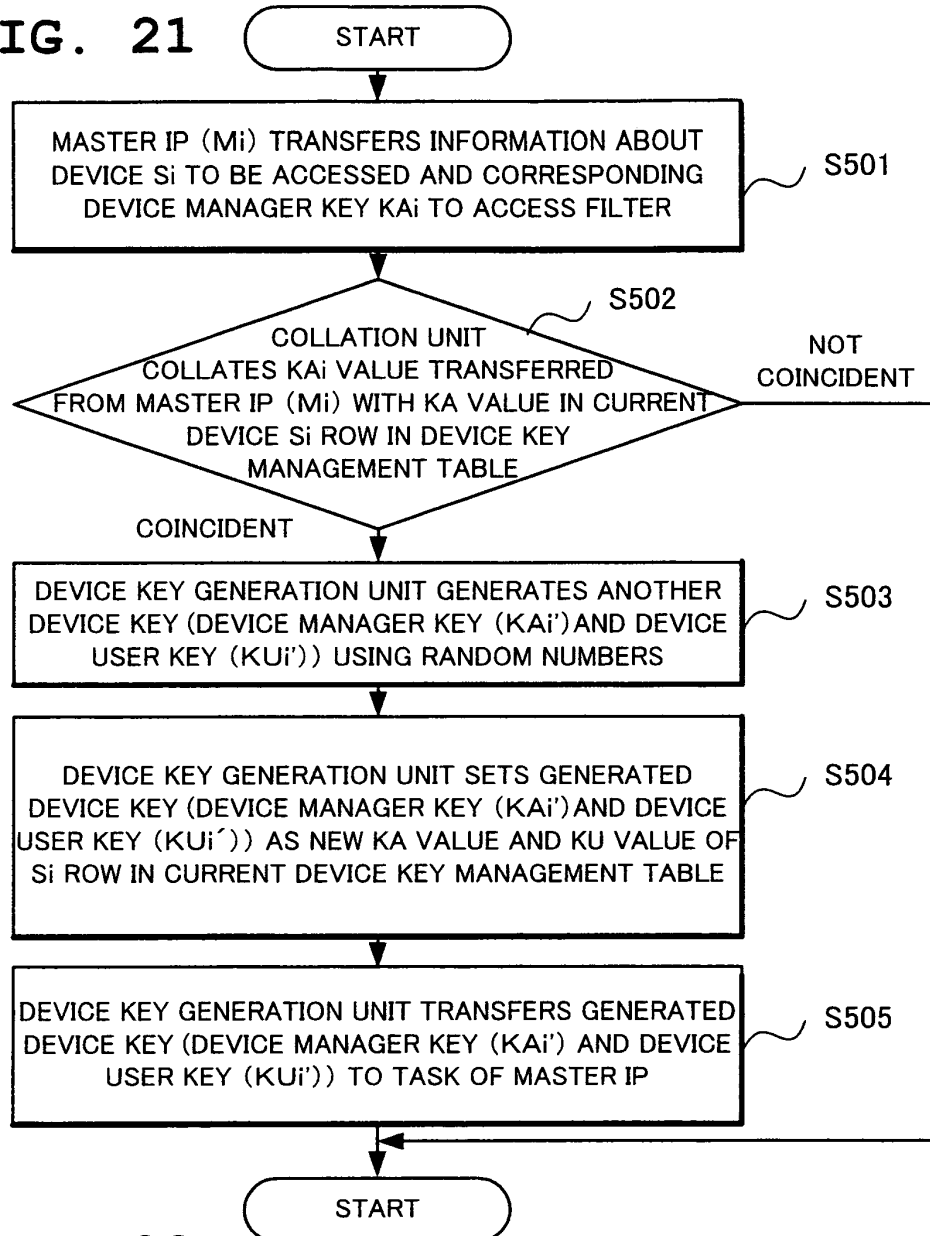 IG. 21
START
MASTER IP (Mi) TRANSFERS INFORMATION ABOUT
DEVICE Si TO BE ACCESSED AND CORRESPONDING
DEVICE MANAGER KEY KAi TO ACCESS FILTER
S501
S502
COLLATION UNIT
COLLATES KAi VALUE TRANSFERRED
FROM MASTER IP (Mi) WITH KA VALUE IN CURRENT
DEVICE Si ROW IN DEVICE KEY
MANAGEMENT TABLE
NOT
COINCIDENT
COINCIDENT
DEVICE KEY GENERATION UNIT GENERATES ANOTHER
DEVICE KEY (DEVICE MANAGER KEY (KAi') AND DEVICE
USER KEY (KUi')) USING RANDOM NUMBERS
S503
DEVICE KEY GENERATION UNIT SETS GENERATED
DEVICE KEY (DEVICE MANAGER KEY (KAi') AND DEVICE
USER KEY (KUi´)) AS NEW KA VALUE AND KU VALUE OF
Si ROW IN CURRENT DEVICE KEY MANAGEMENT TABLE
S504
DEVICE KEY GENERATION UNIT TRANSFERS GENERATED
DEVICE KEY (DEVICE MANAGER KEY (KAi') AND DEVICE
USER KEY (KUi')) TO TASK OF MASTER IP
S505
START